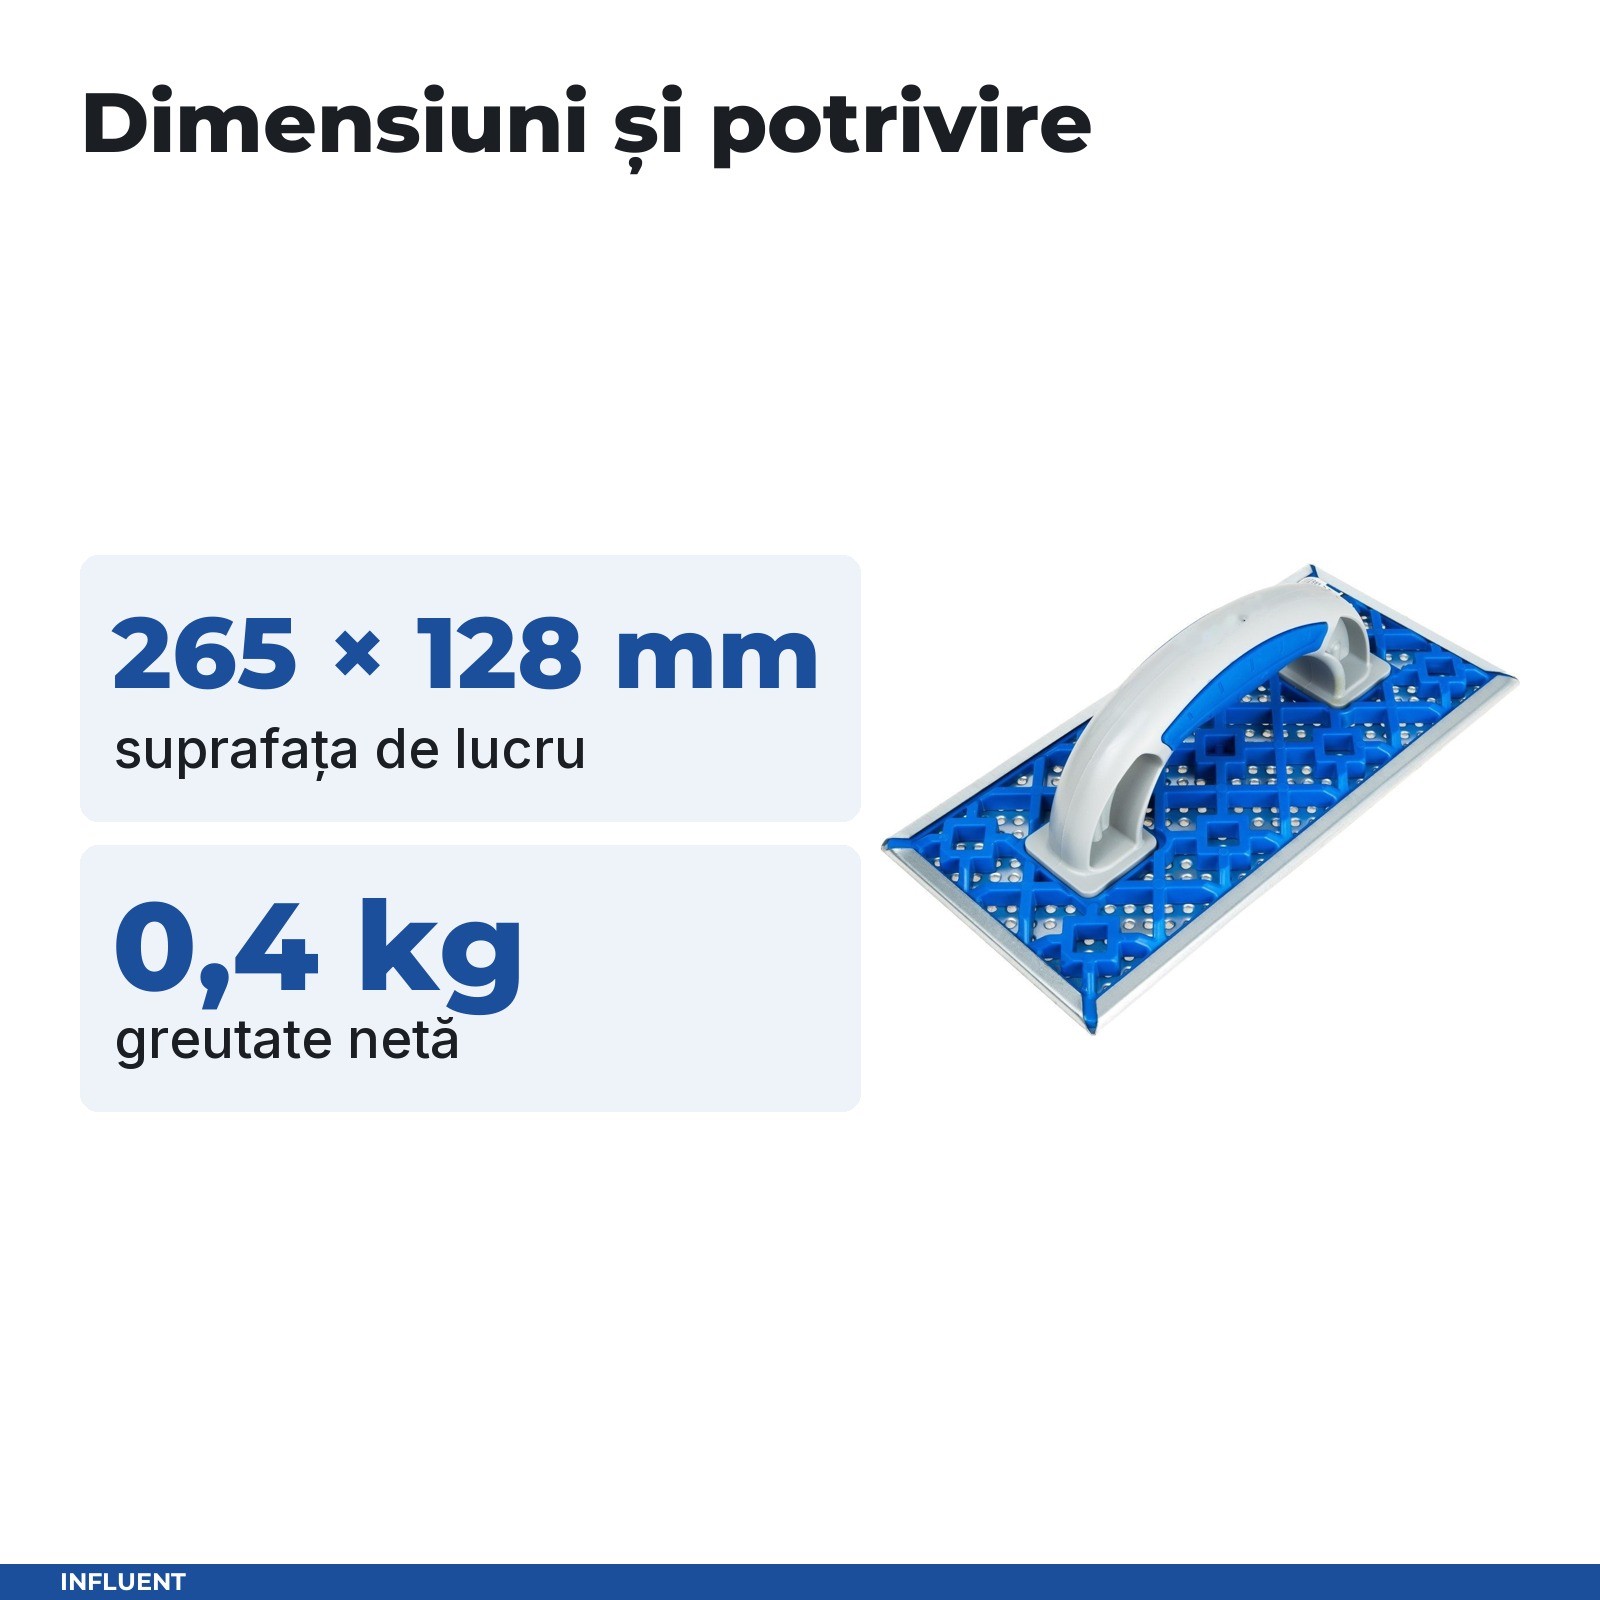 Dimensiuni și potrivire
265 × 128 mm
suprafața de lucru
0,4 kg
greutate netă
INFLUENT